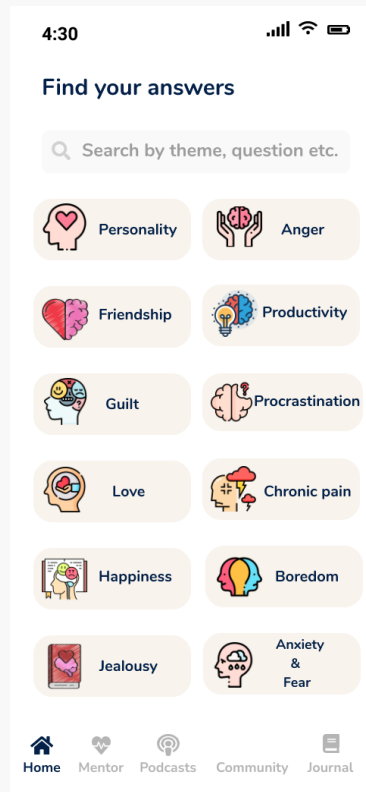 4:30
Find your answers
Search by theme, question etc.
Personality
Anger
Friendship
Productivity
Guilt
Procrastination
Love
Chronic pain
Happiness
Boredom
Jealousy
Anxiety
&
Fear
Home
Mentor
Podcasts
Community
Journal